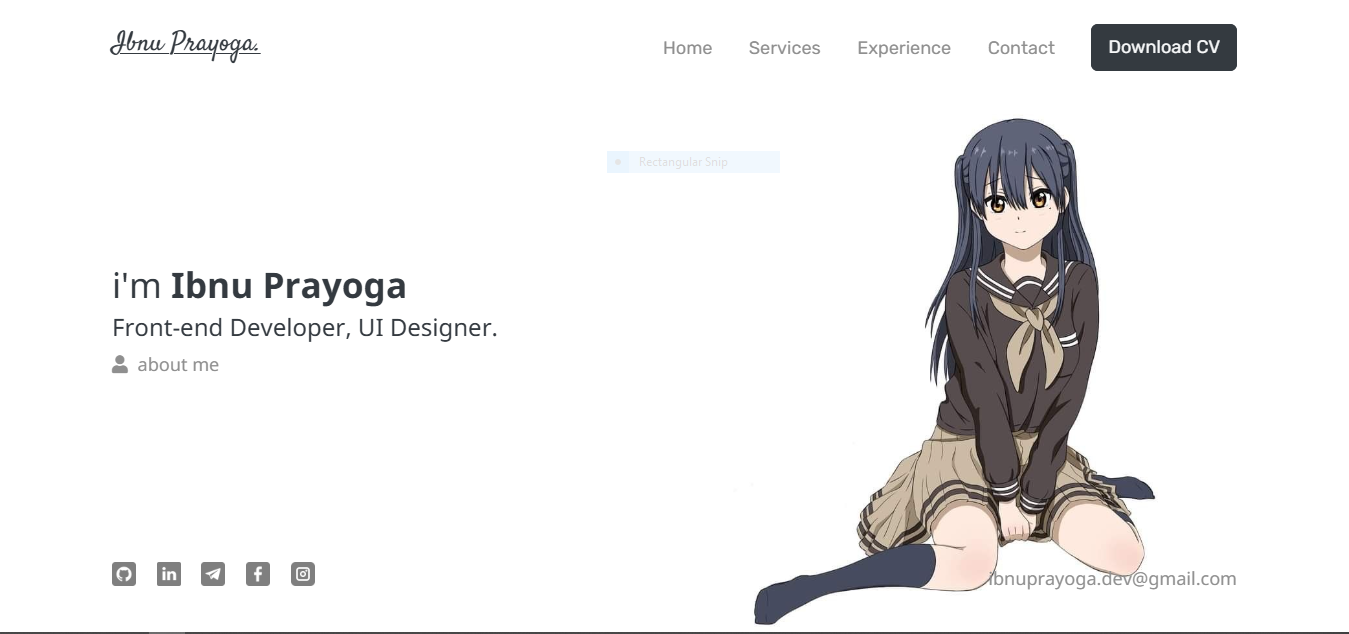 Ibnu Prayoga.
Home Services Experience Contact Download CV
Rectangular Snip
i'm Ibnu Prayoga
Front-end Developer, UI Designer.
about me
ibnuprayoga.dev@gmail.com